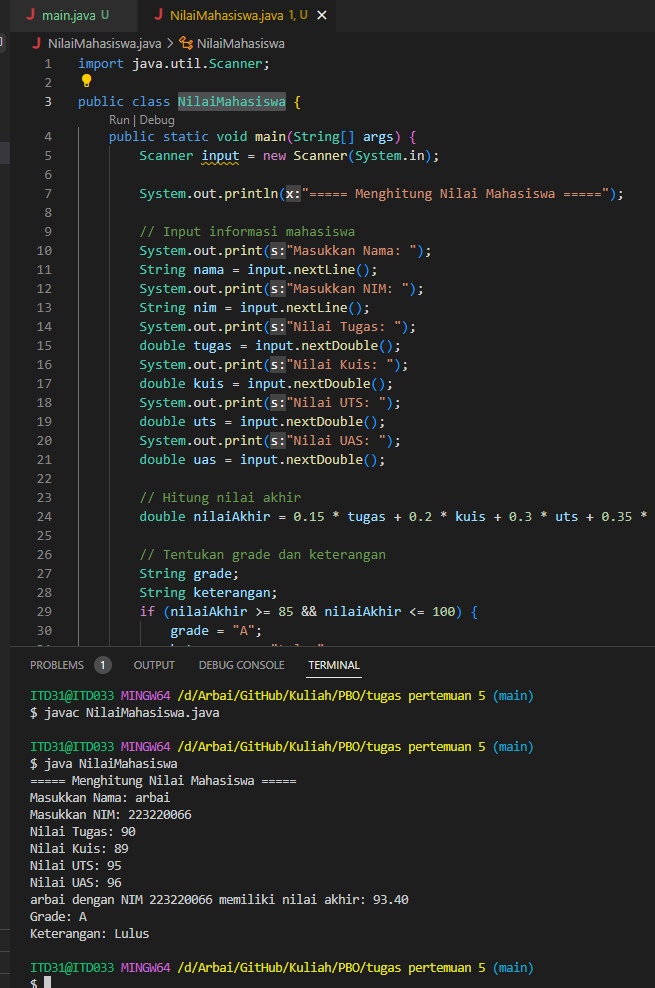 main.java U
NilaiMahasiswa.java 1, U
NilaiMahasiswa.java > NilaiMahasiswa
1 import java.util.Scanner;
2
3 public class NilaiMahasiswa {
Run | Debug
4 public static void main(String[] args) {
5 Scanner input = new Scanner(System.in);
6
7 System.out.println(x:"===== Menghitung Nilai Mahasiswa =====");
8
9 // Input informasi mahasiswa
10 System.out.print(s:"Masukkan Nama: ");
11 String nama = input.nextLine();
12 System.out.print(s:"Masukkan NIM: ");
13 String nim = input.nextLine();
14 System.out.print(s:"Nilai Tugas: ");
15 double tugas = input.nextDouble();
16 System.out.print(s:"Nilai Kuis: ");
17 double kuis = input.nextDouble();
18 System.out.print(s:"Nilai UTS: ");
19 double uts = input.nextDouble();
20 System.out.print(s:"Nilai UAS: ");
21 double uas = input.nextDouble();
22
23 // Hitung nilai akhir
24 double nilaiAkhir = 0.15 * tugas + 0.2 * kuis + 0.3 * uts + 0.35 *
25
26 // Tentukan grade dan keterangan
27 String grade;
28 String keterangan;
29 if (nilaiAkhir >= 85 && nilaiAkhir <= 100) {
30 grade = "A";
PROBLEMS 1 OUTPUT DEBUG CONSOLE TERMINAL
ITD31@ITD033 MINGW64 /d/Arbai/GitHub/Kuliah/PBO/tugas pertemuan 5 (main)
$ javac NilaiMahasiswa.java
ITD31@ITD033 MINGW64 /d/Arbai/GitHub/Kuliah/PBO/tugas pertemuan 5 (main)
$ java NilaiMahasiswa
===== Menghitung Nilai Mahasiswa =====
Masukkan Nama: arbai
Masukkan NIM: 223220066
Nilai Tugas: 90
Nilai Kuis: 89
Nilai UTS: 95
Nilai UAS: 96
arbai dengan NIM 223220066 memiliki nilai akhir: 93.40
Grade: A
Keterangan: Lulus
ITD31@ITD033 MINGW64 /d/Arbai/GitHub/Kuliah/PBO/tugas pertemuan 5 (main)
$